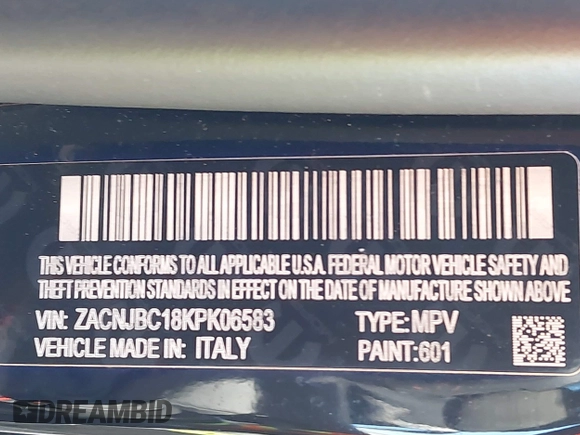 THIS VEHICLE CONFORMS TO ALL APPLICABLE U.S.A. FEDERAL MOTOR VEHICLE SAFETY AND
THEFT PREVENTION STANDARDS IN EFFECT ON THE DATE OF MANUFACTURE SHOWN ABOVE
VIN: ZACNJBC18KPK06583 TYPE:MPV
VEHICLE MADE IN: ITALY PAINT:601
DREAMBID